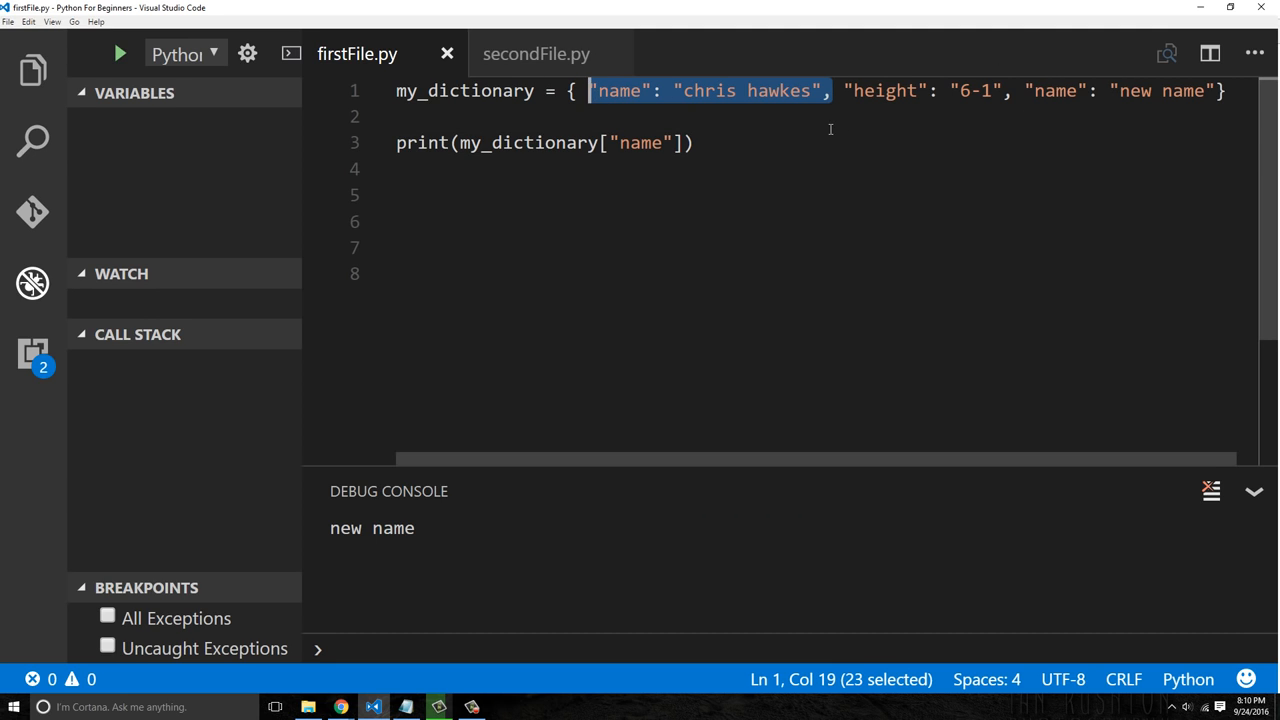 firstFile.py - Python For Beginners - Visual Studio Code
File Edit View Go Help
Python
firstFile.py
secondFile.py
VARIABLES
1 my_dictionary = { "name": "chris hawkes", "height": "6-1", "name": "new name"}
2
3 print(my_dictionary["name"])
4
5
6
7
8
WATCH
CALL STACK
2
DEBUG CONSOLE
new name
BREAKPOINTS
All Exceptions
Uncaught Exceptions
0 0 Ln 1, Col 19 (23 selected) Spaces: 4 UTF-8 CRLF Python
I'm Cortana. Ask me anything.
8:10 PM
9/24/2016